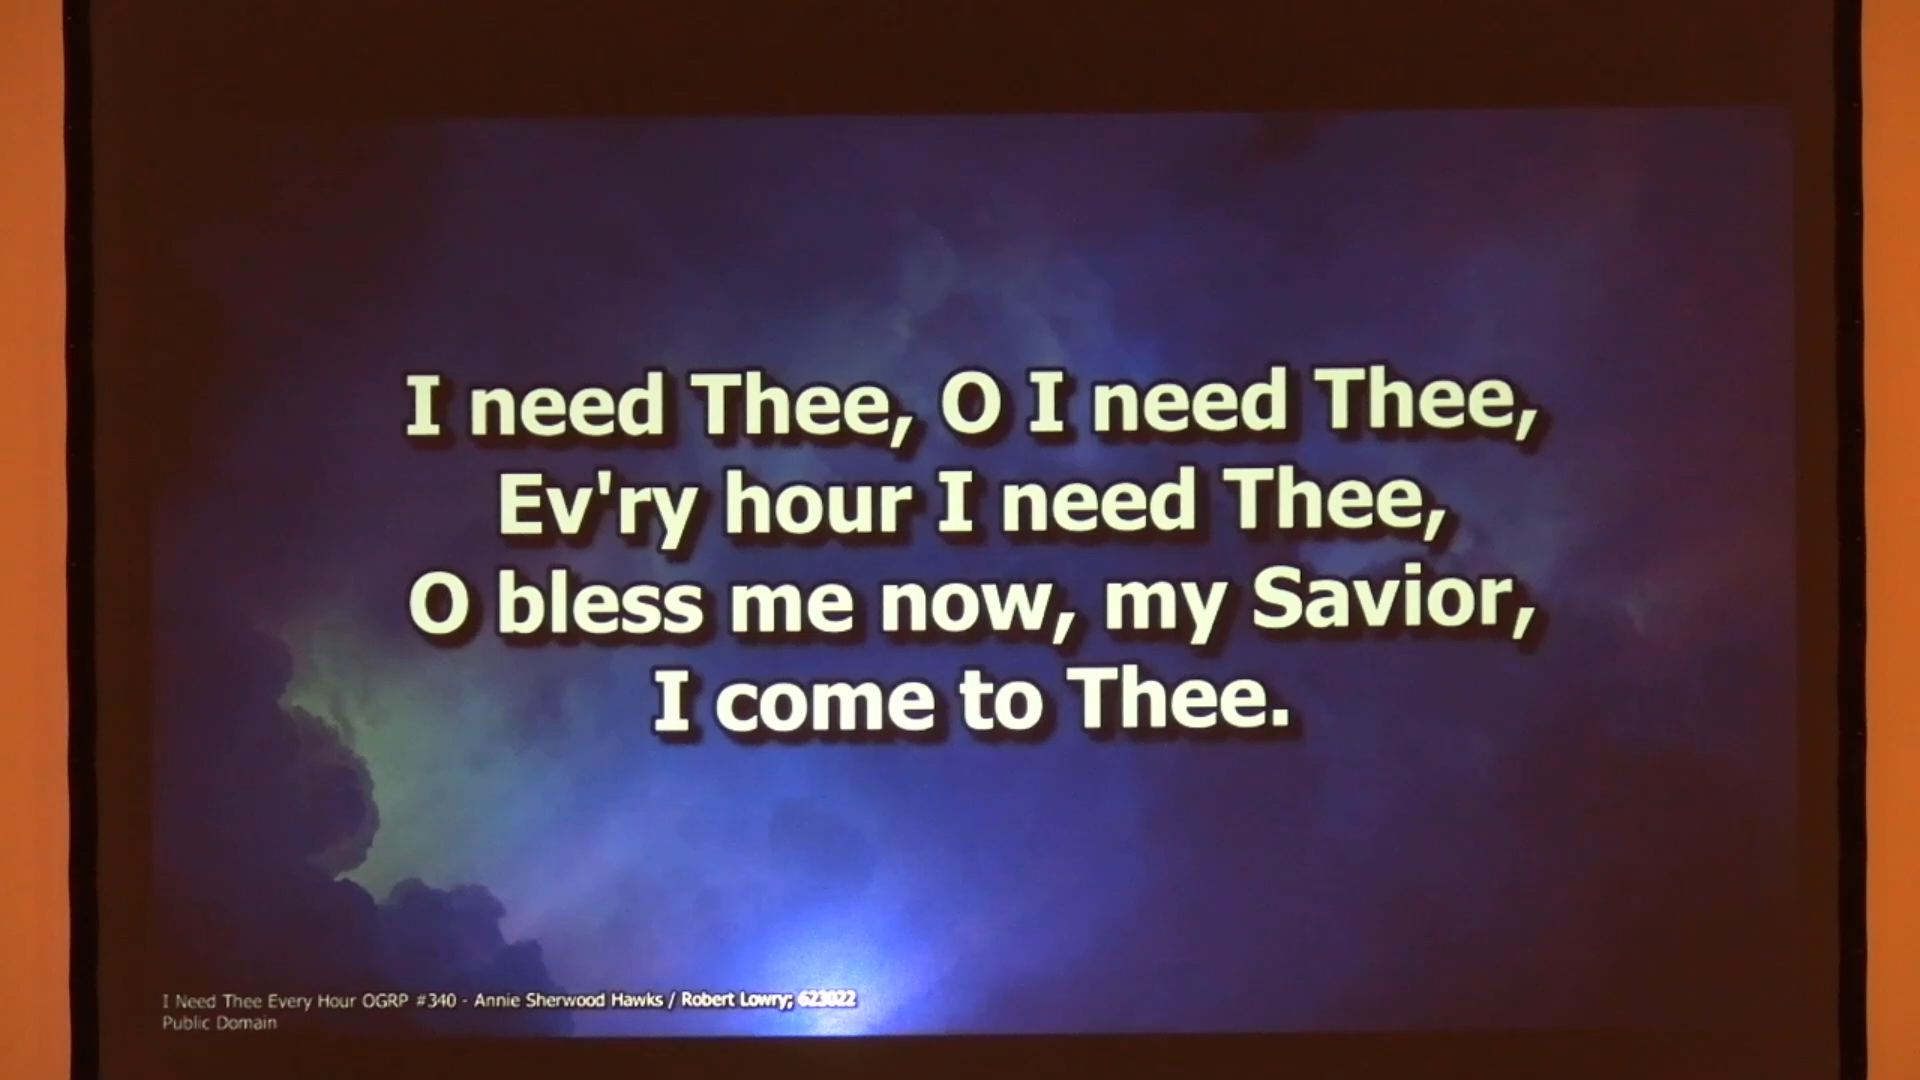 I need Thee, O I need Thee,
Ev'ry hour I need Thee,
O bless me now, my Savior,
I come to Thee.
I Need Thee Every Hour OGRP #340 - Annie Sherwood Hawks / Robert Lowry; 623022
Public Domain